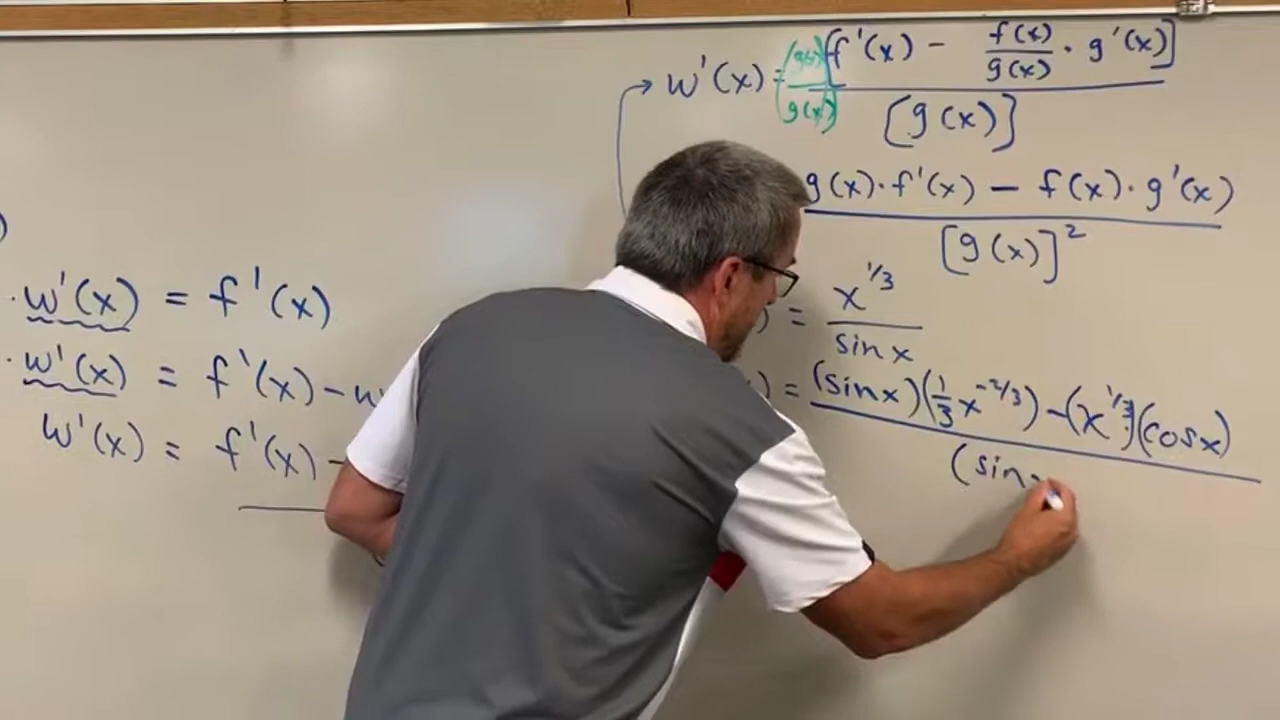 w'(x) = (g(x)/g(x)) [f'(x) - f(x)/g(x) · g'(x)] / [g(x)]
g(x)·f'(x) - f(x)·g'(x) / [g(x)]²
= x^1/3 / sin x
) = (sin x)(1/3 x^-2/3) - (x^1/3)(cos x) / (sin
· w'(x) = f'(x)
· w'(x) = f'(x) - w
w'(x) = f'(x) -